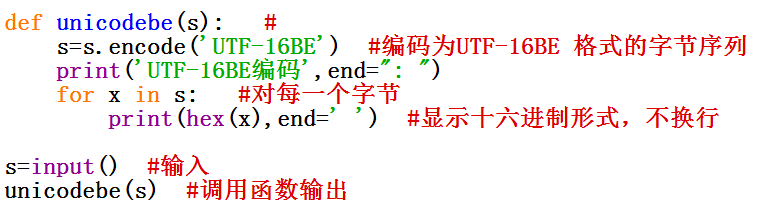 def unicodebe(s):   #
    s=s.encode('UTF-16BE')  #编码为UTF-16BE 格式的字节序列
    print('UTF-16BE编码',end=": ")
    for x in s:   #对每一个字节
        print(hex(x),end=' ')  #显示十六进制形式，不换行
s=input()  #输入
unicodebe(s)  #调用函数输出